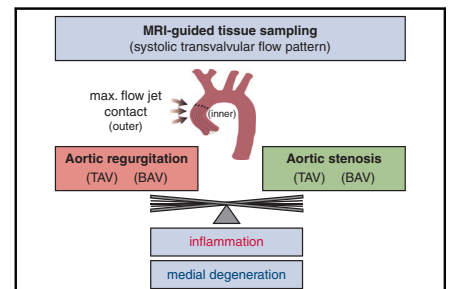 MRI-guided tissue sampling
(systolic transvalvular flow pattern)
max. flow jet
contact
(outer)
(inner)
Aortic regurgitation
(TAV) (BAV)
Aortic stenosis
(TAV) (BAV)
inflammation
medial degeneration